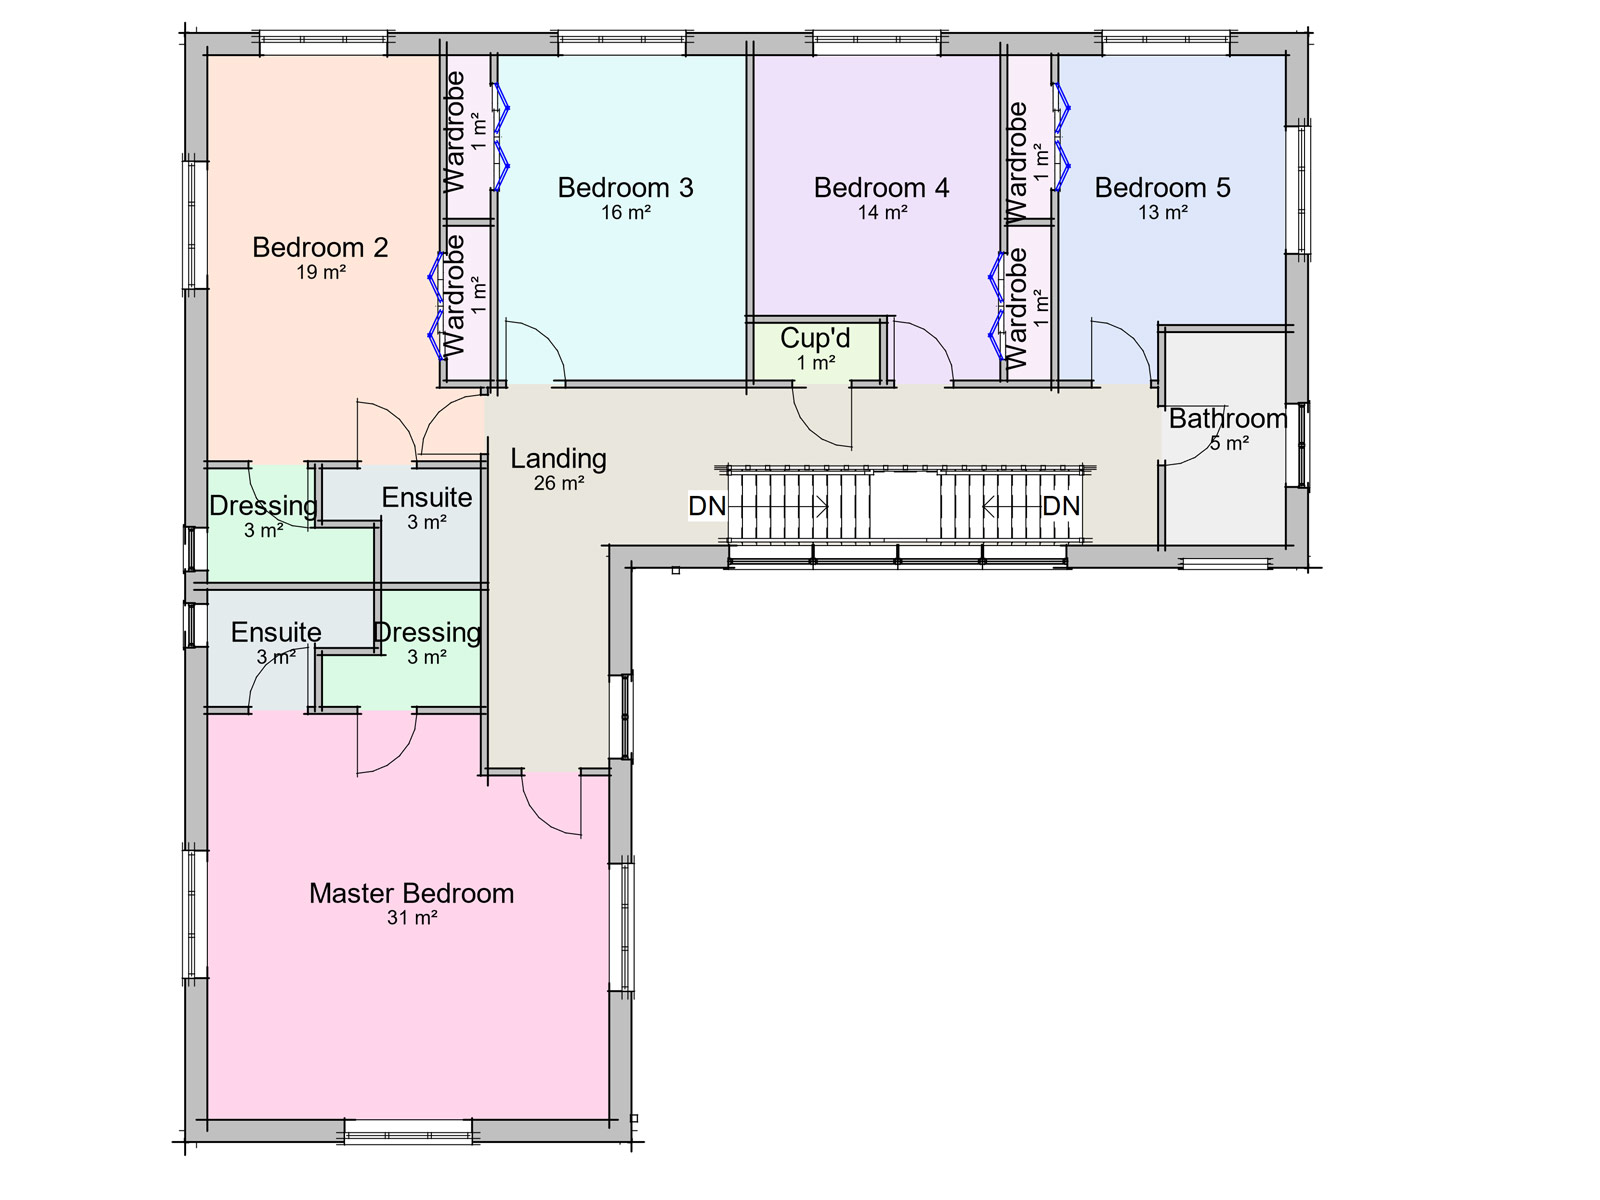 Wardrobe
1 m²
Wardrobe
1 m²
Bedroom 3
16 m²
Bedroom 4
14 m²
Bedroom 5
13 m²
Bedroom 2
19 m²
Wardrobe
1 m²
Wardrobe
1 m²
Cup'd
1 m²
Bathroom
5 m²
Landing
26 m²
Dressing
3 m²
Ensuite
3 m²
DN
DN
Ensuite
3 m²
Dressing
3 m²
Master Bedroom
31 m²